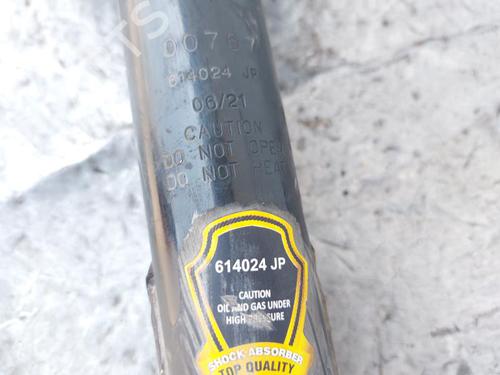 00767
614024 JP
06/21
CAUTION
DO NOT OPEN
DO NOT HEAT
614024 JP
CAUTION
OIL AND GAS UNDER
HIGH PRESSURE
SHOCK ABSORBER
TOP QUALITY